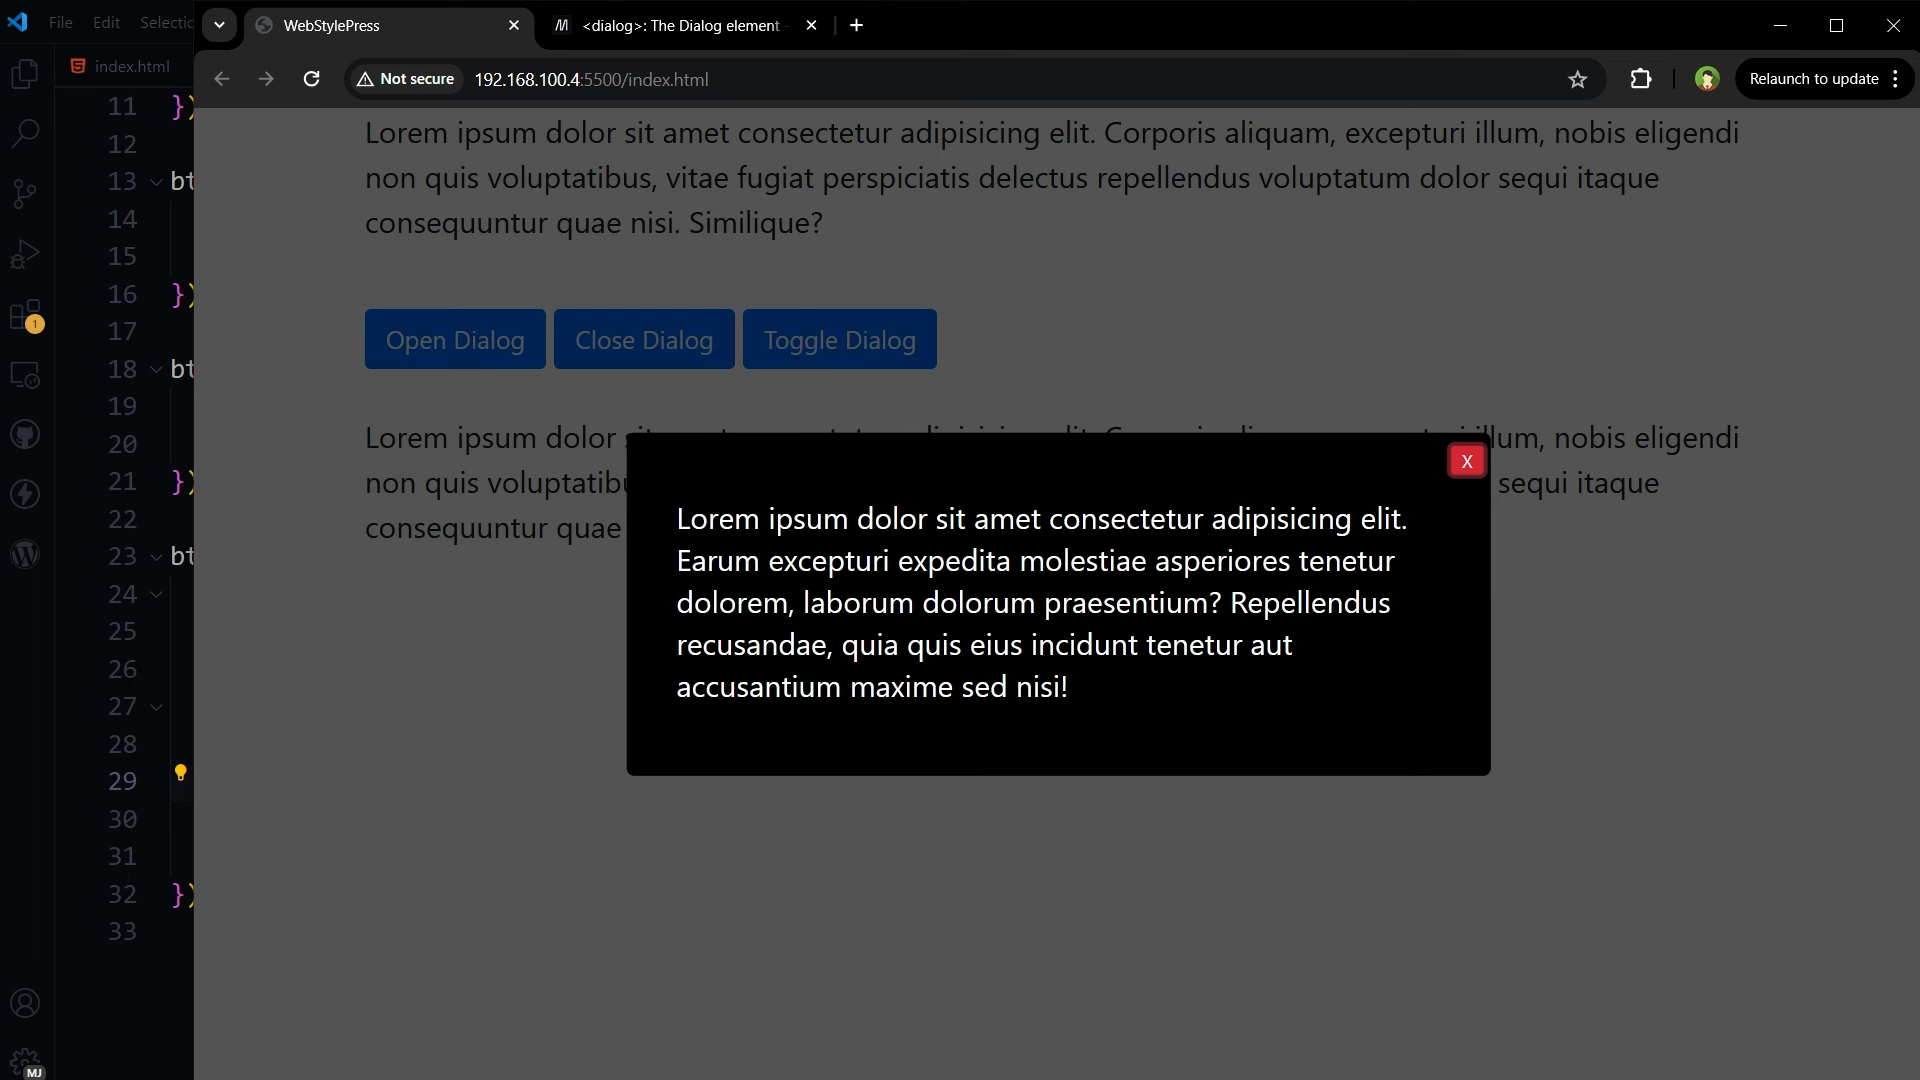 File Edit Selectio
WebStylePress
<dialog>: The Dialog element -
index.html
Not secure 192.168.100.4:5500/index.html
Relaunch to update
11 })
12
13 bt
14
15
16 })
17
18 bt
19
20
21 })
22
23 bt
24
25
26
27
28
29
30
31
32 })
33
1
MJ
Lorem ipsum dolor sit amet consectetur adipisicing elit. Corporis aliquam, excepturi illum, nobis eligendi
non quis voluptatibus, vitae fugiat perspiciatis delectus repellendus voluptatum dolor sequi itaque
consequuntur quae nisi. Similique?
Open Dialog Close Dialog Toggle Dialog
Lorem ipsum dolor illum, nobis eligendi
non quis voluptatibu sequi itaque
consequuntur quae
X
Lorem ipsum dolor sit amet consectetur adipisicing elit.
Earum excepturi expedita molestiae asperiores tenetur
dolorem, laborum dolorum praesentium? Repellendus
recusandae, quia quis eius incidunt tenetur aut
accusantium maxime sed nisi!